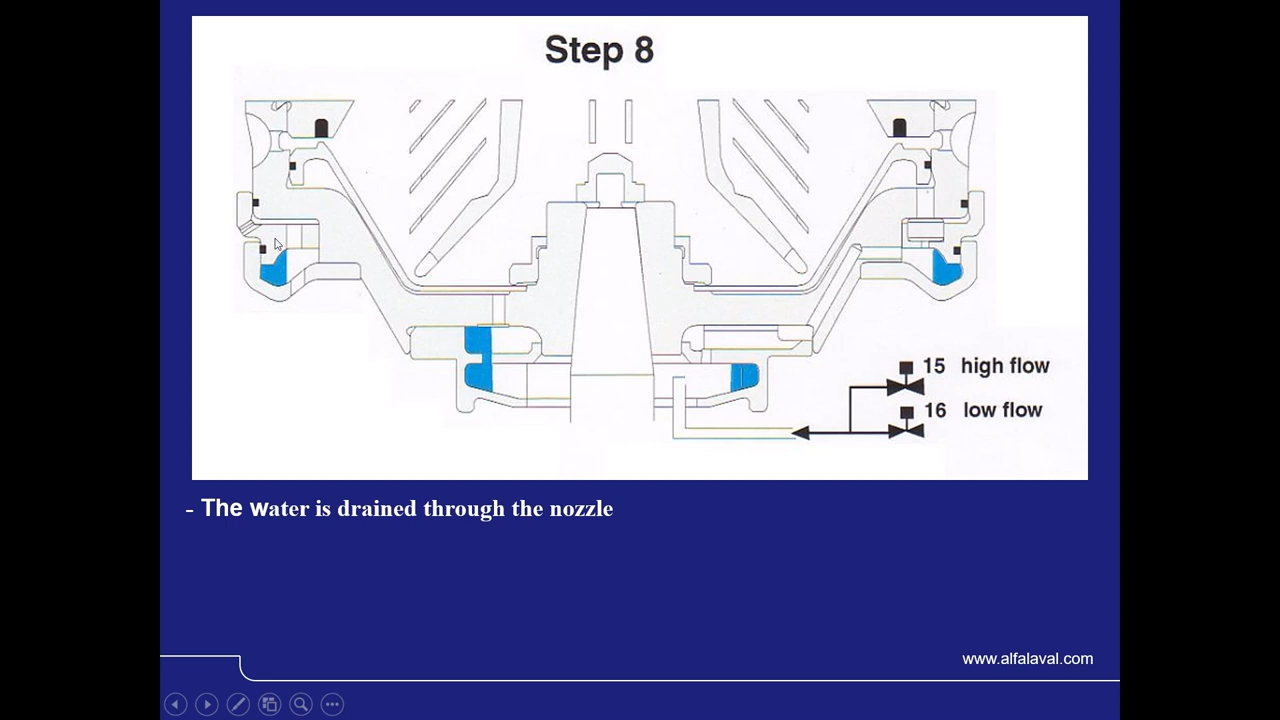 Step 8
15 high flow
16 low flow
- The water is drained through the nozzle
www.alfalaval.com